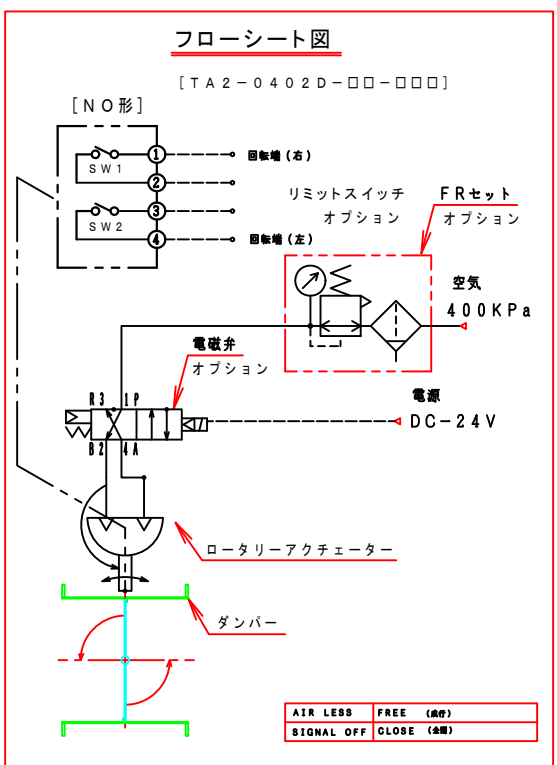 フローシート図
[TA2-0402D-□□-□□□]
[NO形]
SW1
1
2
SW2
3
4
回転端(右)
回転端(左)
リミットスイッチ
オプション
FRセット
オプション
空気
400KPa
電磁弁
オプション
R3
1P
B2
4A
電源
DC-24V
ロータリーアクチェーター
ダンパー
AIR LESS FREE (成行)
SIGNAL OFF CLOSE (全閉)